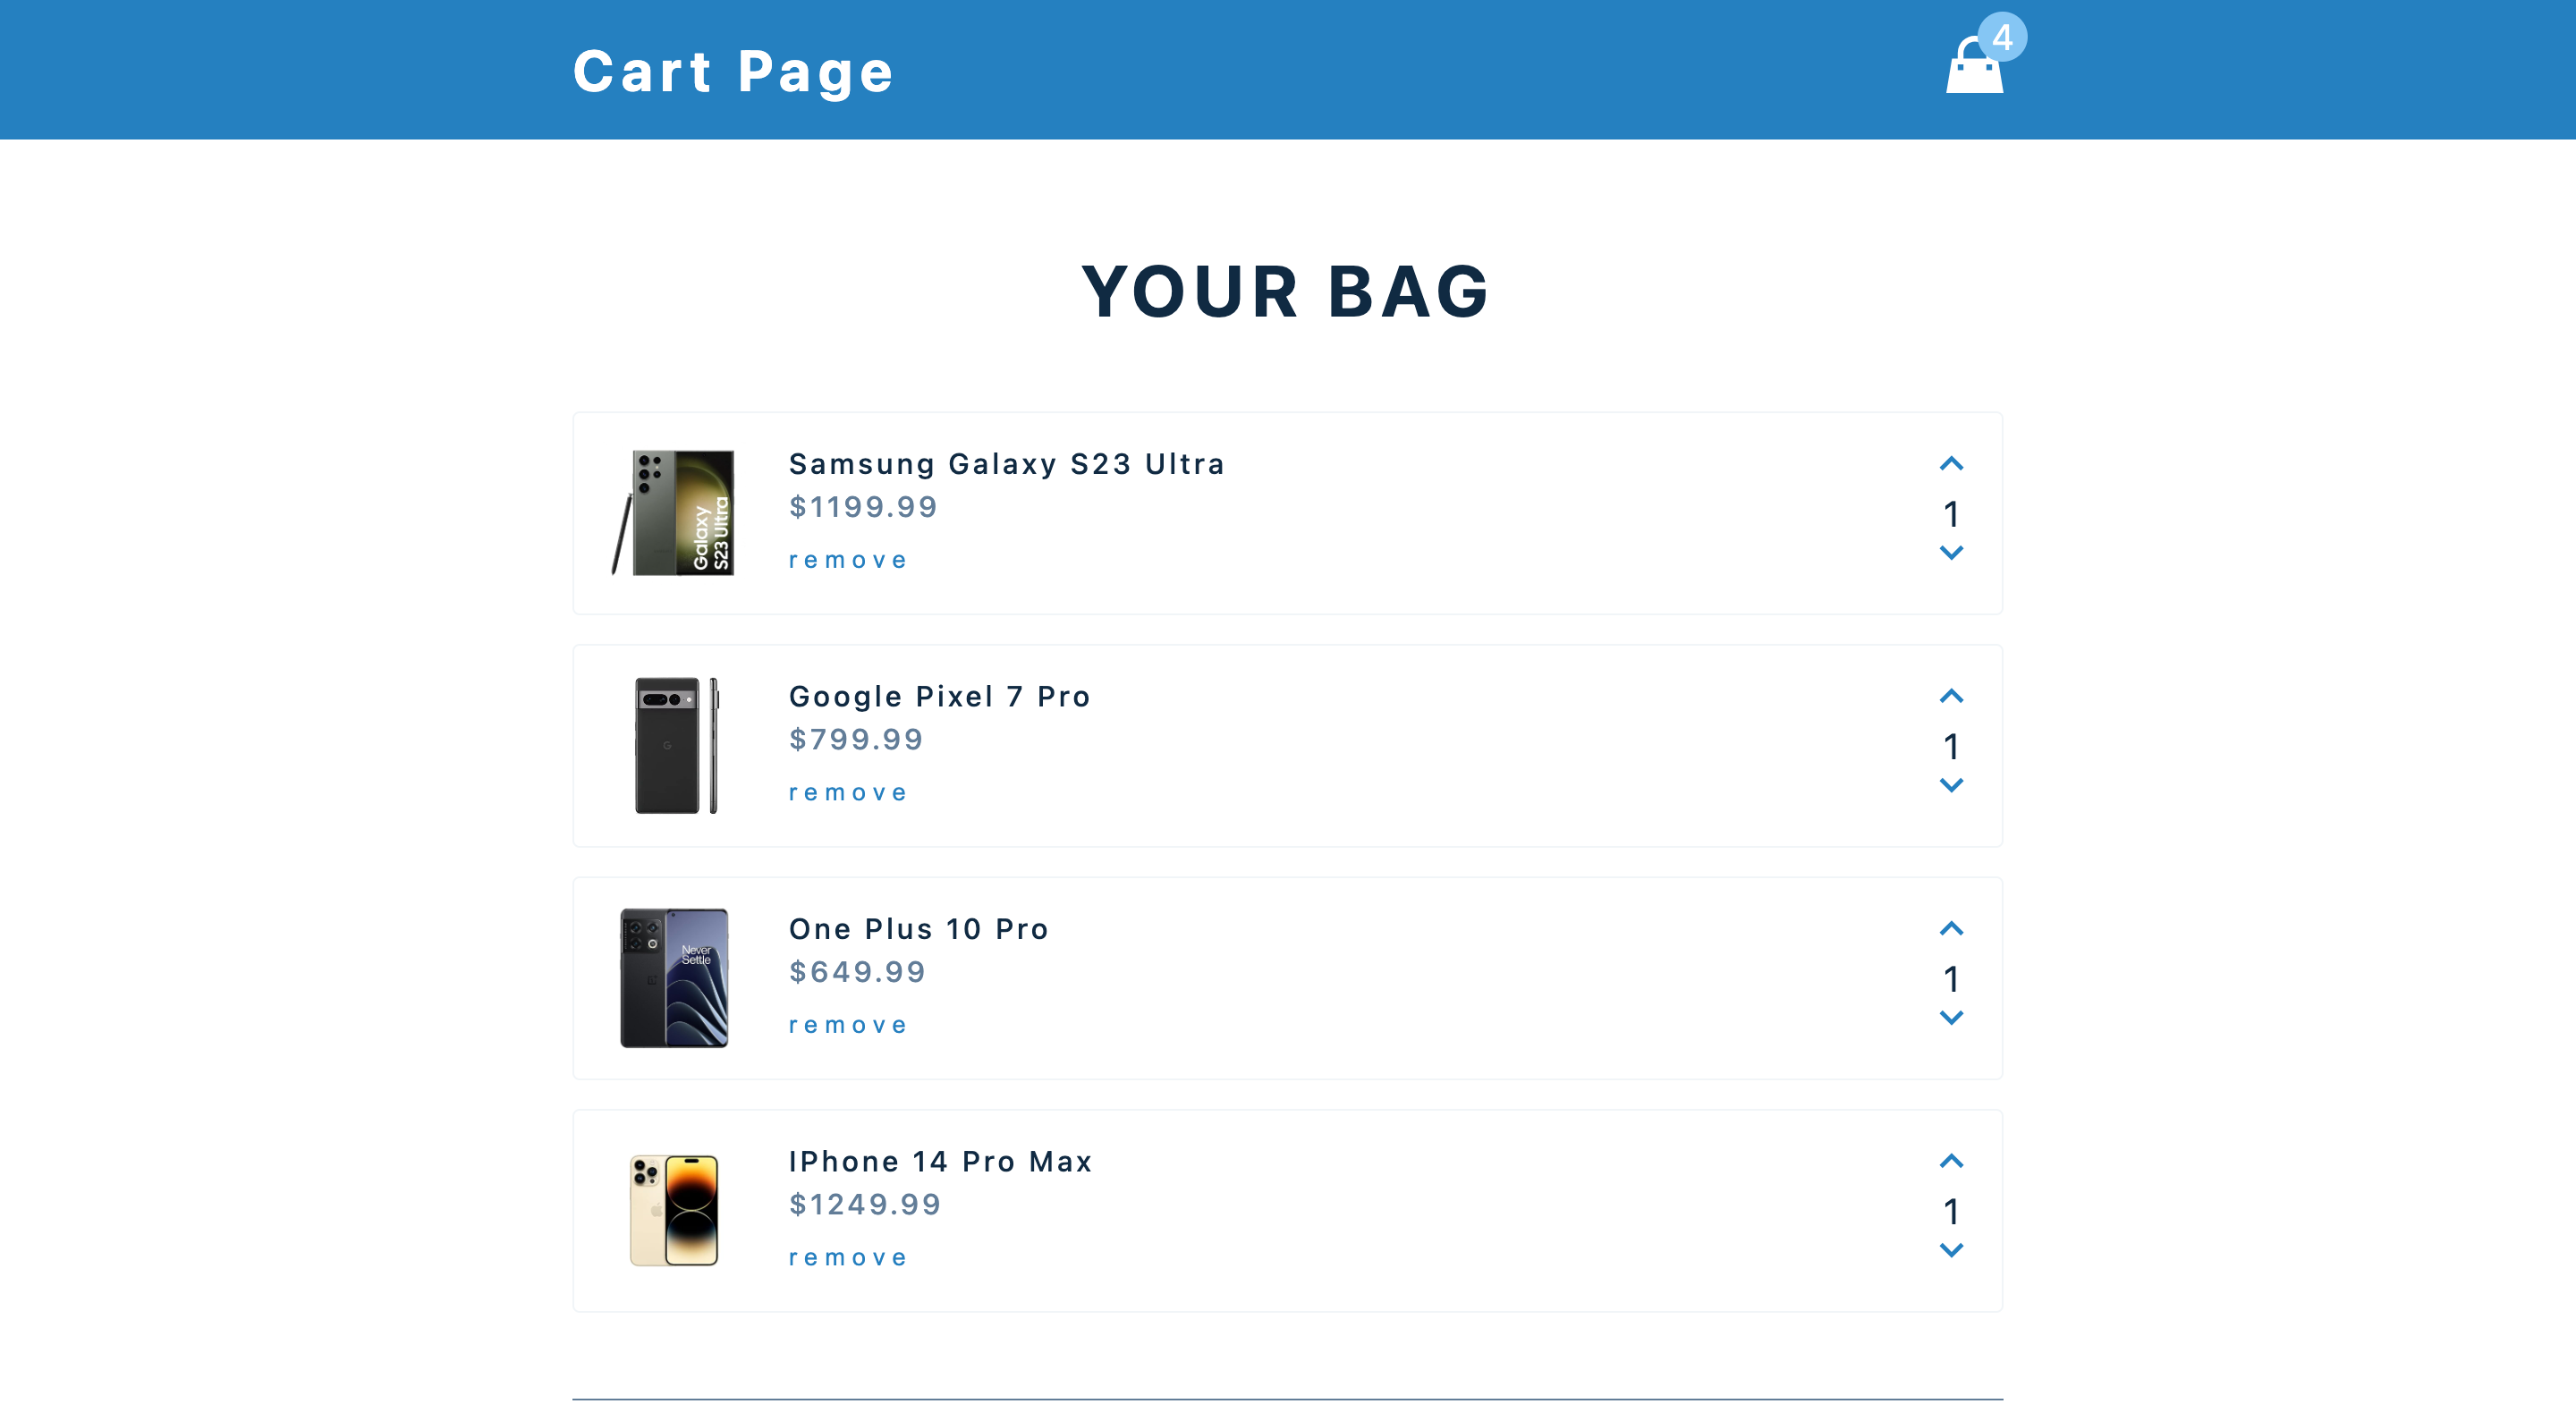 Cart Page
4
YOUR BAG
Galaxy
S23 Ultra
Samsung Galaxy S23 Ultra
$1199.99
remove
1
G
Google Pixel 7 Pro
$799.99
remove
1
Never
Settle
One Plus 10 Pro
$649.99
remove
1
IPhone 14 Pro Max
$1249.99
remove
1